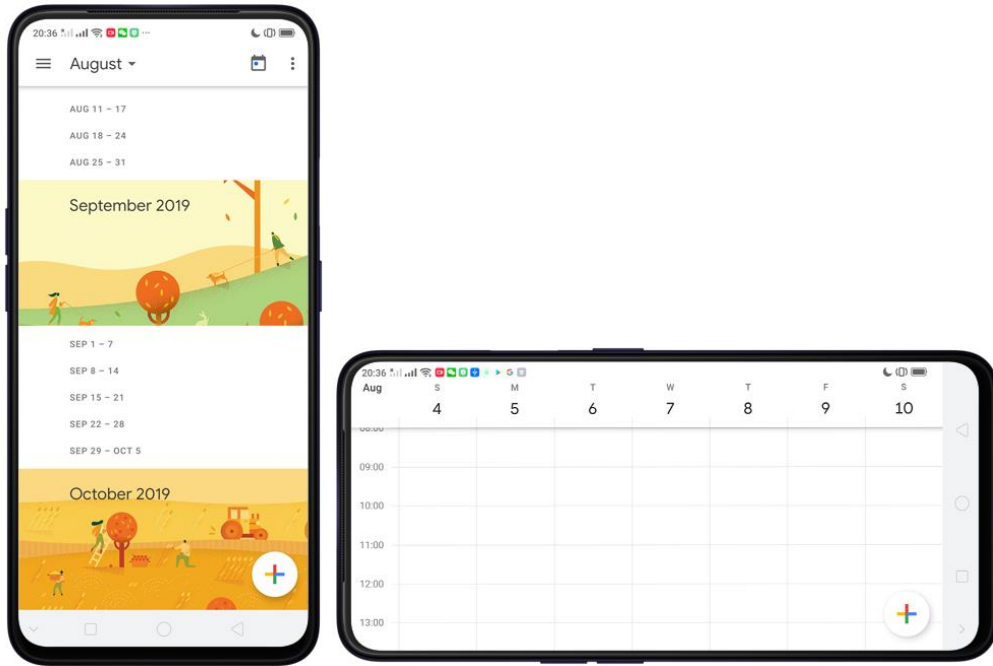 20:36
August
AUG 11 – 17
AUG 18 – 24
AUG 25 – 31
September 2019
SEP 1 – 7
SEP 8 – 14
SEP 15 – 21
SEP 22 – 28
SEP 29 – OCT 5
October 2019
20:36
Aug S M T W T F S
4 5 6 7 8 9 10
09:00
10:00
11:00
12:00
13:00